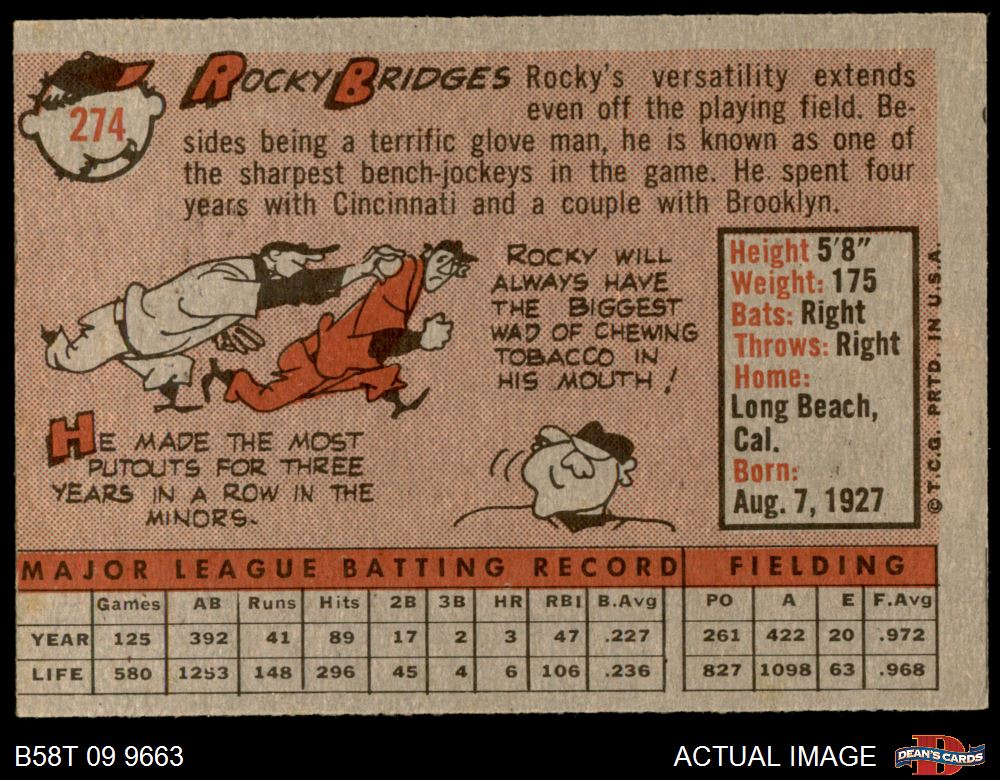 274
ROCKY BRIDGES
Rocky's versatility extends
even off the playing field. Be-
sides being a terrific glove man, he is known as one of
the sharpest bench-jockeys in the game. He spent four
years with Cincinnati and a couple with Brooklyn.
ROCKY WILL
ALWAYS HAVE
THE BIGGEST
WAD OF CHEWING
TOBACCO IN
HIS MOUTH!
HE MADE THE MOST
PUTOUTS FOR THREE
YEARS IN A ROW IN THE
MINORS.
Height 5'8"
Weight: 175
Bats: Right
Throws: Right
Home:
Long Beach,
Cal.
Born:
Aug. 7, 1927
© T.C.G. PRTD. IN U.S.A.
MAJOR LEAGUE BATTING RECORD FIELDING
Games AB Runs Hits 2B 3B HR RBI B.Avg PO A E F.Avg
YEAR 125 392 41 89 17 2 3 47 .227 261 422 20 .972
LIFE 580 1253 148 296 45 4 6 106 .236 827 1098 63 .968
B58T 09 9663
ACTUAL IMAGE
D
DEAN'S CARDS